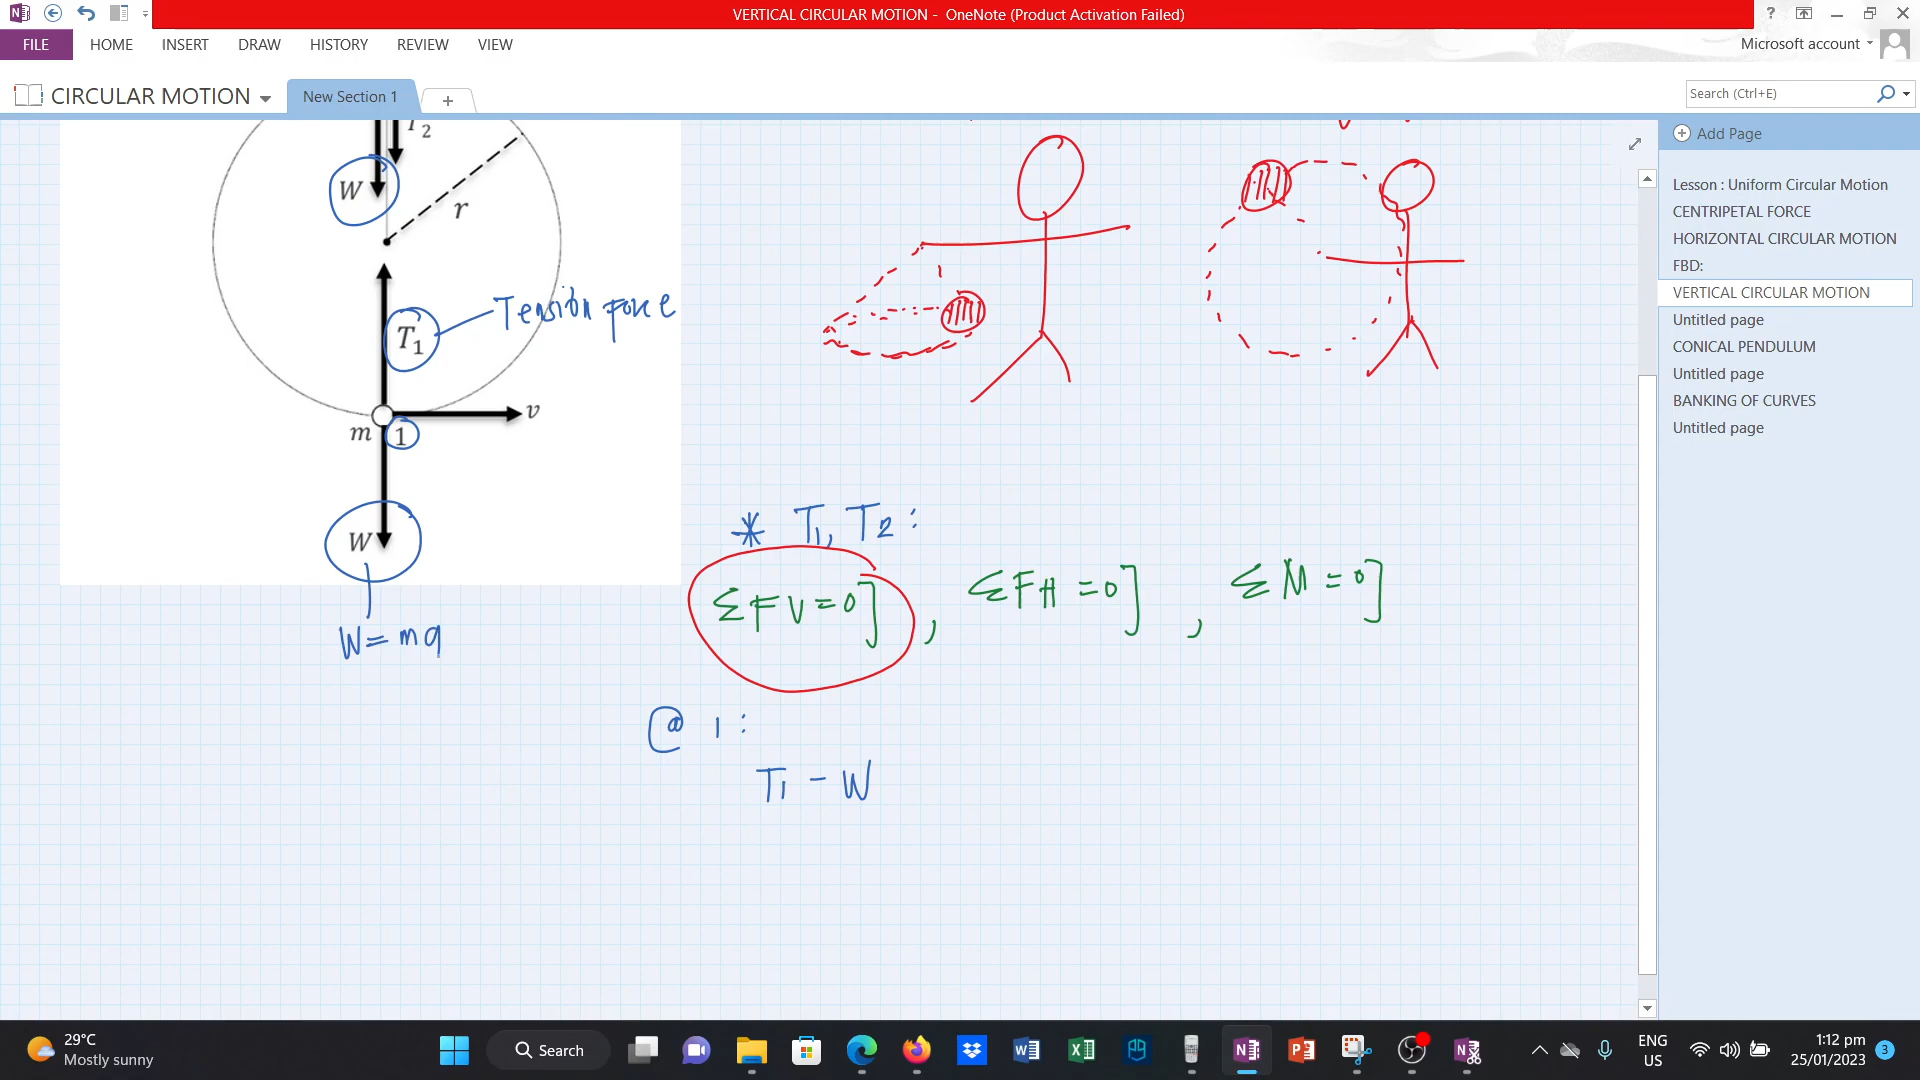 VERTICAL CIRCULAR MOTION - OneNote (Product Activation Failed)
FILE HOME INSERT DRAW HISTORY REVIEW VIEW
Microsoft account
CIRCULAR MOTION
New Section 1
Search (Ctrl+E)
Add Page
Lesson : Uniform Circular Motion
CENTRIPETAL FORCE
HORIZONTAL CIRCULAR MOTION
FBD:
VERTICAL CIRCULAR MOTION
Untitled page
CONICAL PENDULUM
Untitled page
BANKING OF CURVES
Untitled page
T2
W
r
T1
Tension force
v
m 1
W
W = mg
* T1, T2 :
ΣFV=0] , ΣFH=0] , ΣM=0]
@ 1 :
T1 - W
29°C
Mostly sunny
Search
ENG
US
1:12 pm
25/01/2023
3